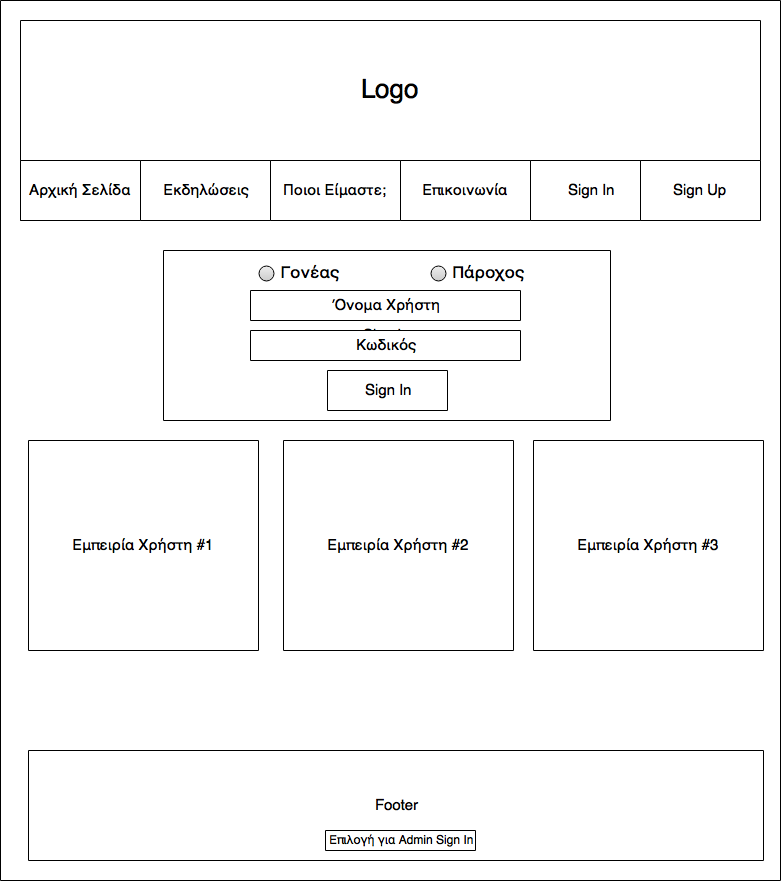 Logo
Αρχική Σελίδα
Εκδηλώσεις
Ποιοι Είμαστε;
Επικοινωνία
Sign In
Sign Up
Γονέας
Πάροχος
Όνομα Χρήστη
Κωδικός
Sign In
Εμπειρία Χρήστη #1
Εμπειρία Χρήστη #2
Εμπειρία Χρήστη #3
Footer
Επιλογή για Admin Sign In